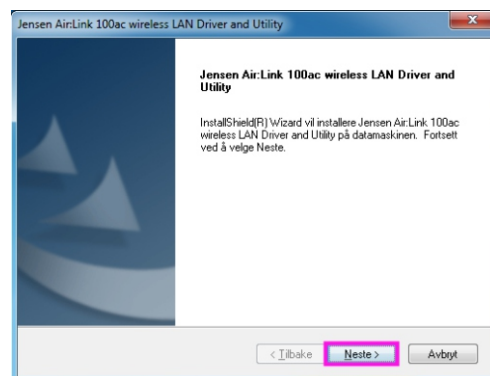 Jensen Air:Link 100ac wireless LAN Driver and Utility
Jensen Air:Link 100ac wireless LAN Driver and
Utility
InstallShield(R) Wizard vil installere Jensen Air:Link 100ac
wireless LAN Driver and Utility på datamaskinen. Fortsett
ved å velge Neste.
< Tilbake Neste > Avbryt